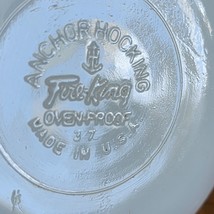 ANCHOR HOCKING
Fire-King
OVEN-PROOF
37
MADE IN U.S.A.